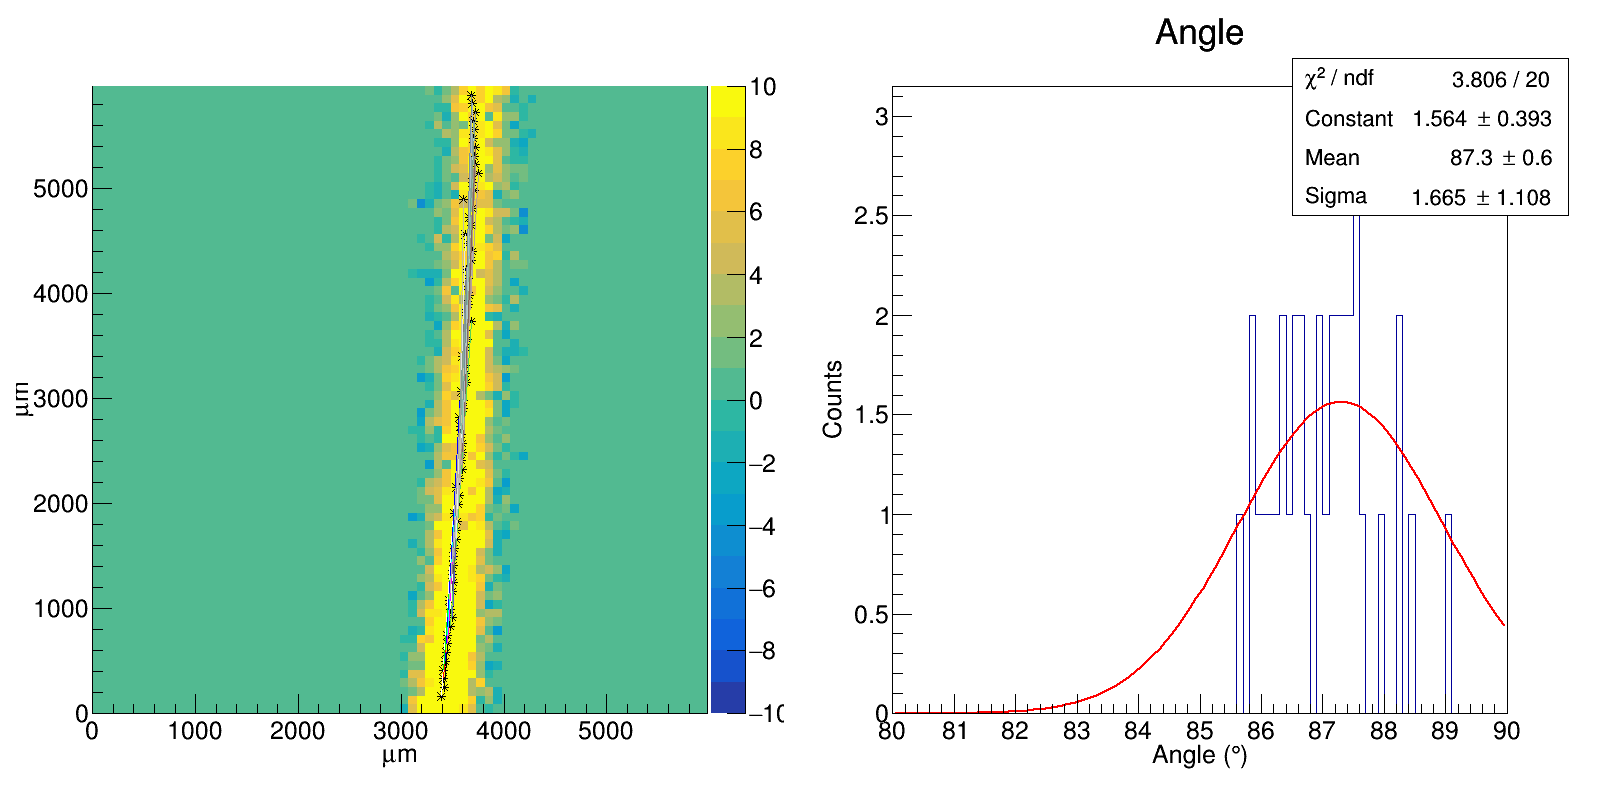 Angle
χ² / ndf 3.806 / 20
Constant 1.564 ± 0.393
Mean 87.3 ± 0.6
Sigma 1.665 ± 1.108
μm
5000
4000
3000
2000
1000
0
0 1000 2000 3000 4000 5000
μm
10
8
6
4
2
0
−2
−4
−6
−8
−10
Counts
3
2.5
2
1.5
1
0.5
0
80 81 82 83 84 85 86 87 88 89 90
Angle (°)